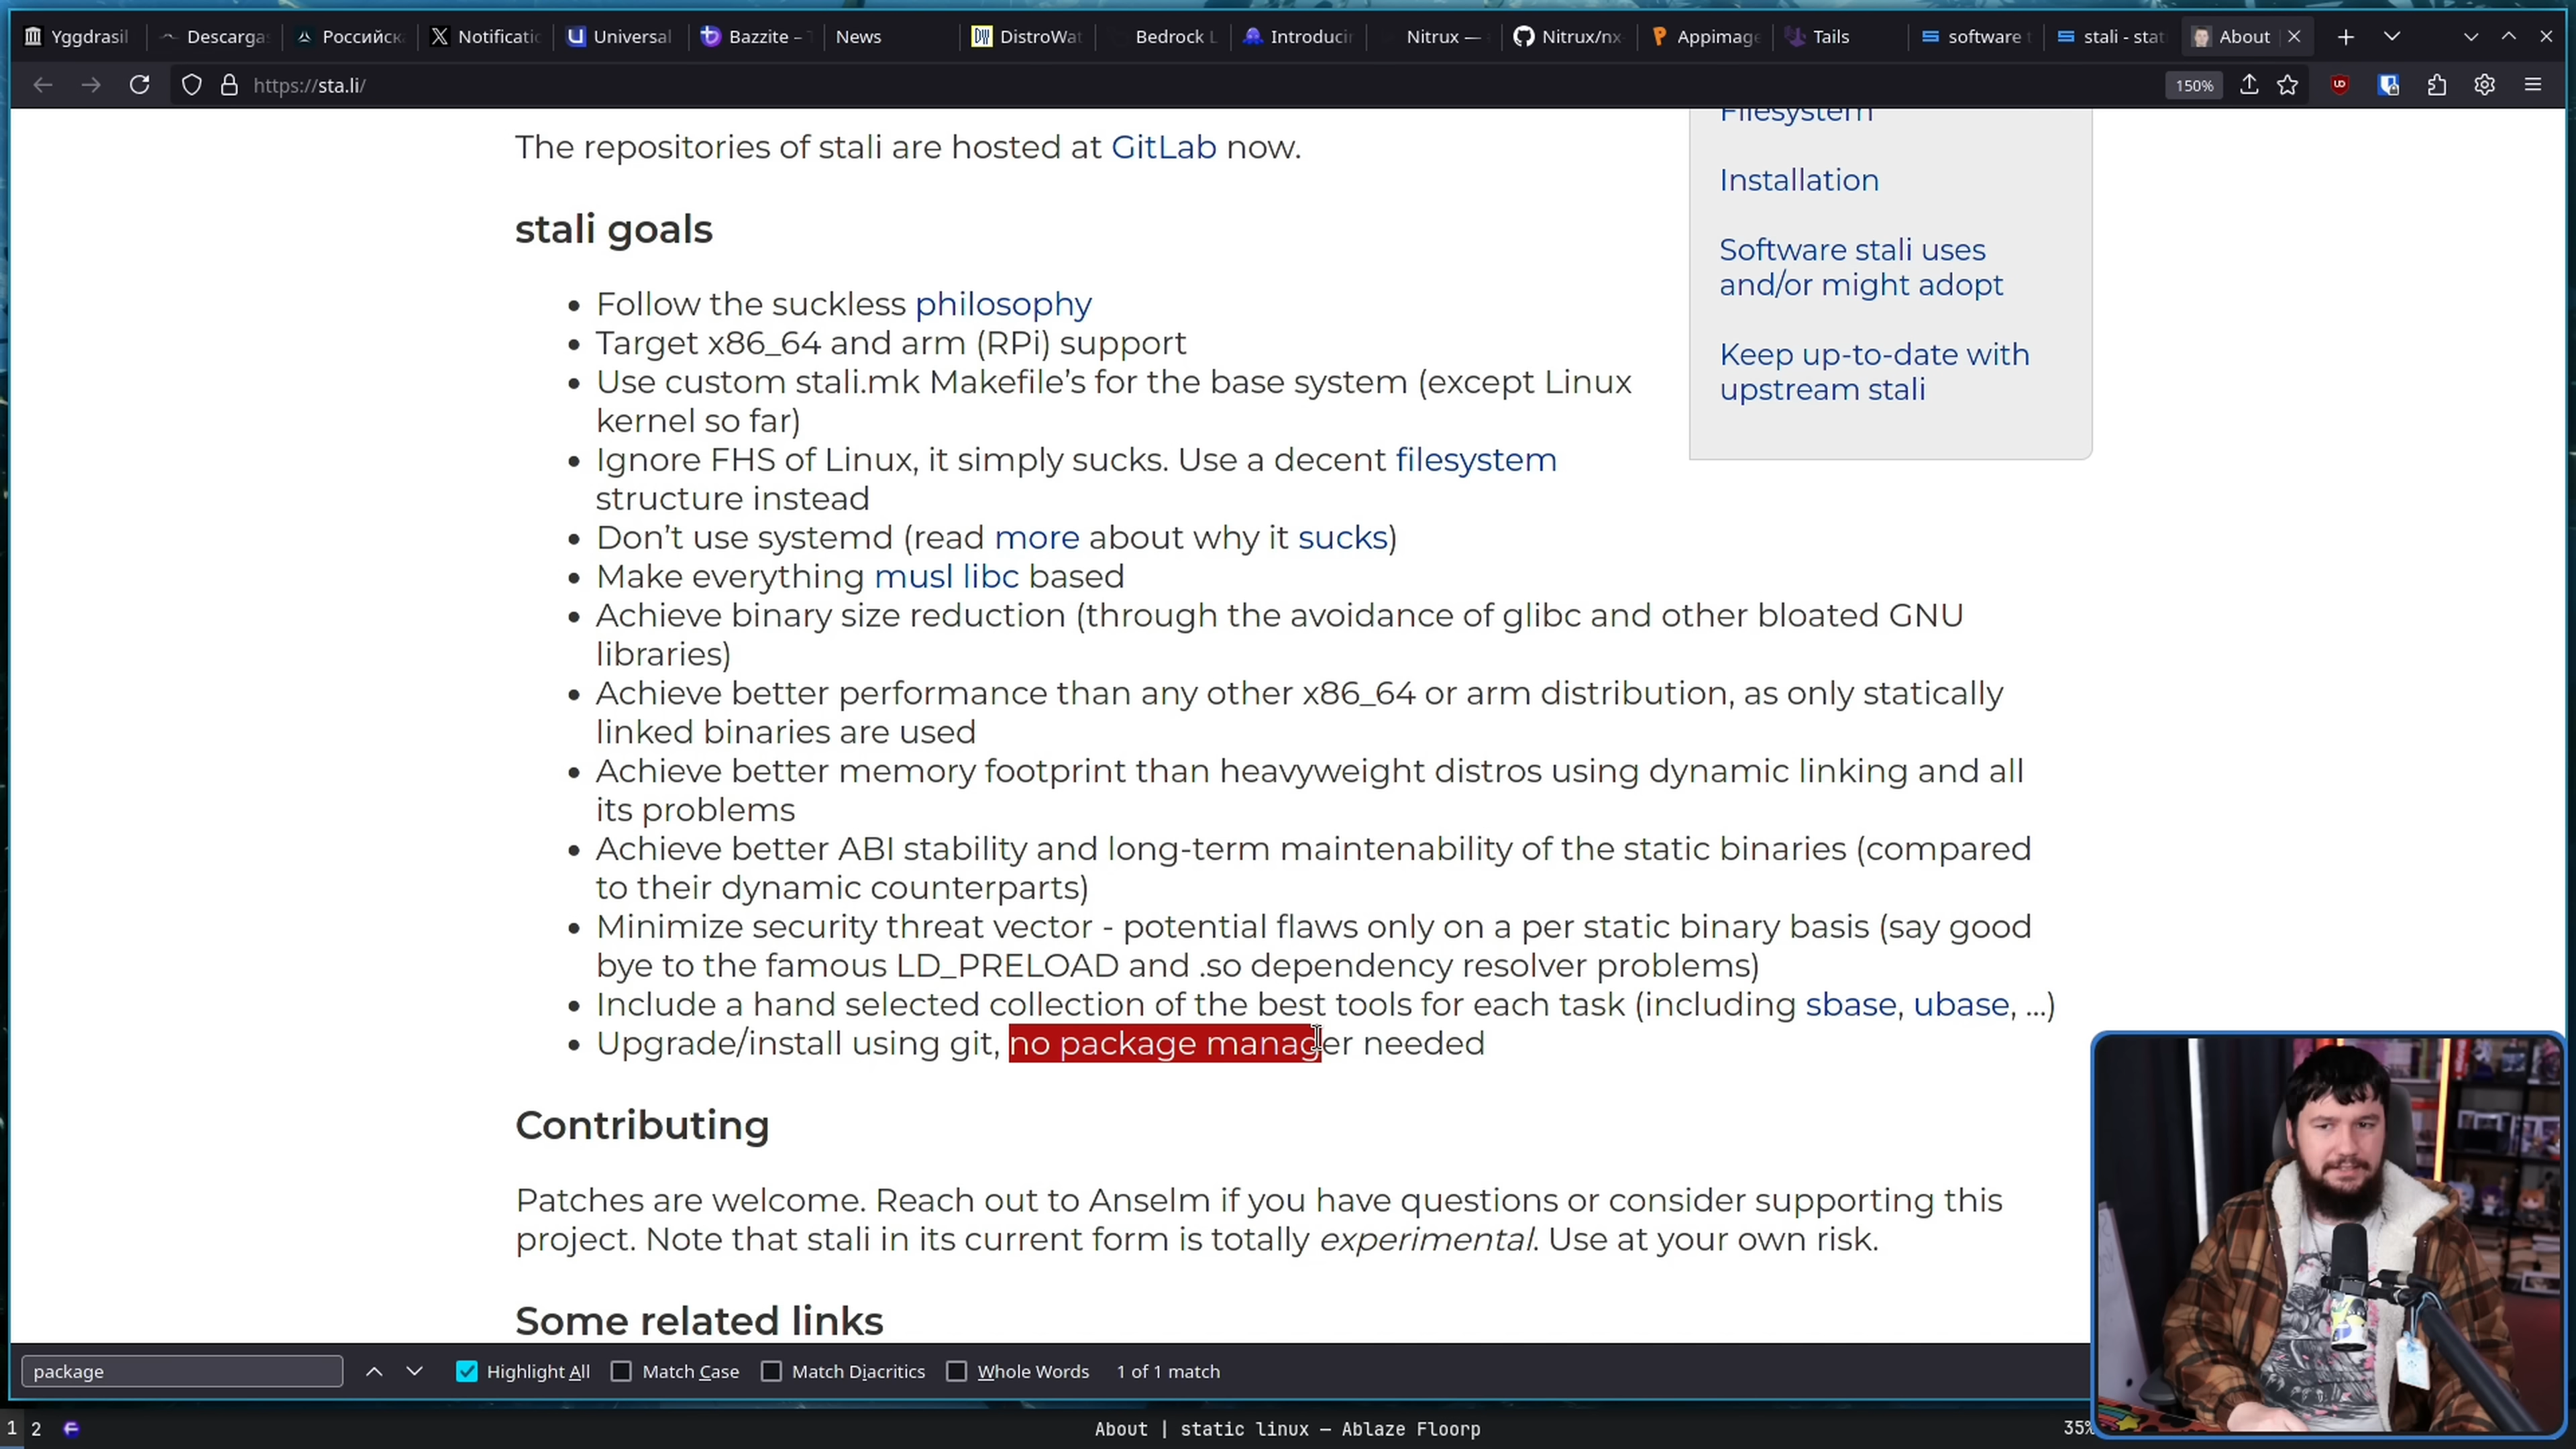 Yggdrasil
Descarga
Российск
Notificatio
Universal
Bazzite –
News
DW
DistroWat
Bedrock L
Introducin
Nitrux —
Nitrux/nx-
Appimage
Tails
software
stali - stat
About
https://sta.li/
150%
Filesystem
Installation
Software stali uses
and/or might adopt
Keep up-to-date with
upstream stali
The repositories of stali are hosted at GitLab now.
stali goals
• Follow the suckless philosophy
• Target x86_64 and arm (RPi) support
• Use custom stali.mk Makefile’s for the base system (except Linux
kernel so far)
• Ignore FHS of Linux, it simply sucks. Use a decent filesystem
structure instead
• Don’t use systemd (read more about why it sucks)
• Make everything musl libc based
• Achieve binary size reduction (through the avoidance of glibc and other bloated GNU
libraries)
• Achieve better performance than any other x86_64 or arm distribution, as only statically
linked binaries are used
• Achieve better memory footprint than heavyweight distros using dynamic linking and all
its problems
• Achieve better ABI stability and long-term maintenability of the static binaries (compared
to their dynamic counterparts)
• Minimize security threat vector - potential flaws only on a per static binary basis (say good
bye to the famous LD_PRELOAD and .so dependency resolver problems)
• Include a hand selected collection of the best tools for each task (including sbase, ubase, …)
• Upgrade/install using git, no package manager needed
Contributing
Patches are welcome. Reach out to Anselm if you have questions or consider supporting this
project. Note that stali in its current form is totally experimental. Use at your own risk.
Some related links
package
Highlight All
Match Case
Match Diacritics
Whole Words
1 of 1 match
1 2
About | static linux — Ablaze Floorp
35%